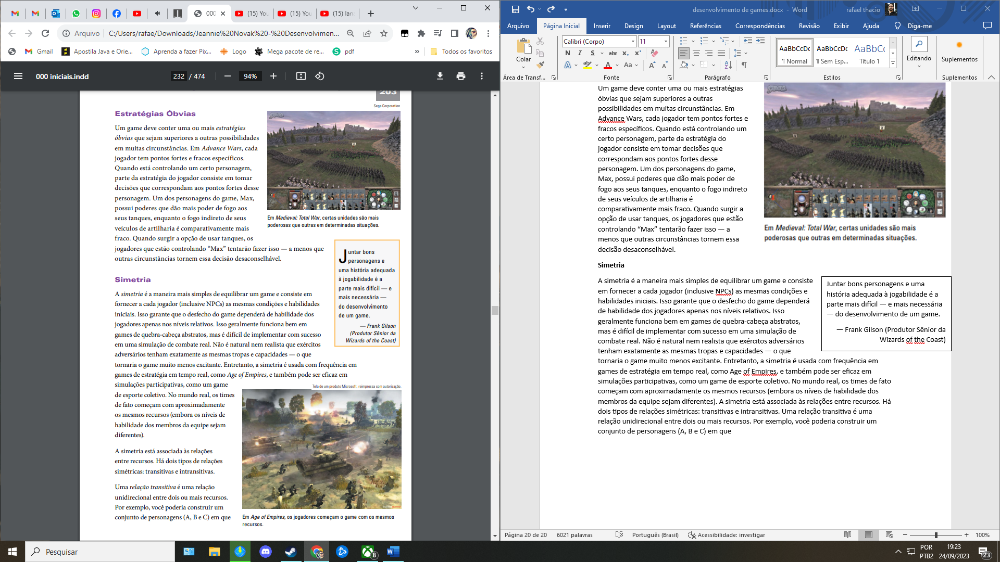 000
(15) You
(15) You
(15) lana
Arquivo
C:/Users/rafae/Downloads/Jeannie%20Novak%20-%20Desenvolvimen...
Gmail
Apostila Java e Orie...
Aprenda a fazer Pix...
Logo
Mega pacote de re...
pdf
»
Todos os favoritos
000 iniciais.indd
232 / 474
94%
203
Sega Corporation
Estratégias Óbvias
Um game deve conter uma ou mais estratégias
óbvias que sejam superiores a outras possibilidades
em muitas circunstâncias. Em Advance Wars, cada
jogador tem pontos fortes e fracos específicos.
Quando está controlando um certo personagem,
parte da estratégia do jogador consiste em tomar
decisões que correspondam aos pontos fortes desse
personagem. Um dos personagens do game, Max,
possui poderes que dão mais poder de fogo aos
seus tanques, enquanto o fogo indireto de seus
veículos de artilharia é comparativamente mais
fraco. Quando surgir a opção de usar tanques, os
jogadores que estão controlando “Max” tentarão fazer isso — a menos que
outras circunstâncias tornem essa decisão desaconselhável.
Em Medieval: Total War, certas unidades são mais
poderosas que outras em determinadas situações.
Juntar bons
personagens e
uma história adequada
à jogabilidade é a
parte mais difícil — e
mais necessária —
do desenvolvimento
de um game.
— Frank Gilson
(Produtor Sênior da
Wizards of the Coast)
Simetria
A simetria é a maneira mais simples de equilibrar um game e consiste em
fornecer a cada jogador (inclusive NPCs) as mesmas condições e habilidades
iniciais. Isso garante que o desfecho do game dependerá de habilidade dos
jogadores apenas nos níveis relativos. Isso geralmente funciona bem em
games de quebra-cabeça abstratos, mas é difícil de implementar com sucesso
em uma simulação de combate real. Não é natural nem realista que exércitos
adversários tenham exatamente as mesmas tropas e capacidades — o que
tornaria o game muito menos excitante. Entretanto, a simetria é usada com frequência em
games de estratégia em tempo real, como Age of Empires, e também pode ser eficaz em
simulações participativas, como um game
de esporte coletivo. No mundo real, os times
de fato começam com aproximadamente
os mesmos recursos (embora os níveis de
habilidade dos membros da equipe sejam
diferentes).
A simetria está associada às relações
entre recursos. Há dois tipos de relações
simétricas: transitivas e intransitivas.
Uma relação transitiva é uma relação
unidirecional entre dois ou mais recursos.
Por exemplo, você poderia construir um
conjunto de personagens (A, B e C) em que
Tela de um produto Microsoft, reimpressa com autorização.
Em Age of Empires, os jogadores começam o game com os mesmos
recursos.
desenvolvimento de games.docx - Word
rafael thacio
Arquivo
Página Inicial
Inserir
Design
Layout
Referências
Correspondências
Revisão
Exibir
Ajuda
Diga-me
Colar
Calibri (Corpo)
11
N I S abc x₂ x²
A ab A Aa A A
AaBbCcDc
¶ Normal
AaBbCcDc
¶ Sem Esp...
AaBbCc
Título 1
Editando
Suplementos
Área de Transf...
Fonte
Parágrafo
Estilos
Suplementos
Um game deve conter uma ou mais estratégias
óbvias que sejam superiores a outras
possibilidades em muitas circunstâncias. Em
Advance Wars, cada jogador tem pontos fortes e
fracos específicos. Quando está controlando um
certo personagem, parte da estratégia do
jogador consiste em tomar decisões que
correspondam aos pontos fortes desse
personagem. Um dos personagens do game,
Max, possui poderes que dão mais poder de
fogo aos seus tanques, enquanto o fogo indireto
de seus veículos de artilharia é
comparativamente mais fraco. Quando surgir a
opção de usar tanques, os jogadores que estão
controlando “Max” tentarão fazer isso — a
menos que outras circunstâncias tornem essa
decisão desaconselhável.
Em Medieval: Total War, certas unidades são mais
poderosas que outras em determinadas situações.
Simetria
A simetria é a maneira mais simples de equilibrar um game e consiste
em fornecer a cada jogador (inclusive NPCs) as mesmas condições e
habilidades iniciais. Isso garante que o desfecho do game dependerá
de habilidade dos jogadores apenas nos níveis relativos. Isso
geralmente funciona bem em games de quebra-cabeça abstratos,
mas é difícil de implementar com sucesso em uma simulação de
combate real. Não é natural nem realista que exércitos adversários
tenham exatamente as mesmas tropas e capacidades — o que
tornaria o game muito menos excitante. Entretanto, a simetria é usada com frequência em
games de estratégia em tempo real, como Age of Empires, e também pode ser eficaz em
simulações participativas, como um game de esporte coletivo. No mundo real, os times de fato
começam com aproximadamente os mesmos recursos (embora os níveis de habilidade dos
membros da equipe sejam diferentes). A simetria está associada às relações entre recursos. Há
dois tipos de relações simétricas: transitivas e intransitivas. Uma relação transitiva é uma
relação unidirecional entre dois ou mais recursos. Por exemplo, você poderia construir um
conjunto de personagens (A, B e C) em que
Juntar bons personagens e uma
história adequada à jogabilidade é a
parte mais difícil — e mais necessária
— do desenvolvimento de um game.
— Frank Gilson (Produtor Sênior da
Wizards of the Coast)
Página 20 de 20
6021 palavras
Português (Brasil)
Acessibilidade: investigar
100%
Pesquisar
8
POR
PTB2
19:23
24/09/2023
23